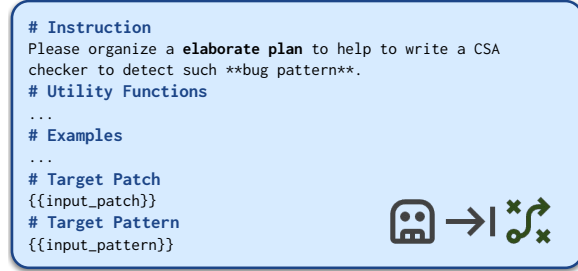 # Instruction
Please organize a elaborate plan to help to write a CSA
checker to detect such **bug pattern**.
# Utility Functions
...
# Examples
...
# Target Patch
{{input_patch}}
# Target Pattern
{{input_pattern}}